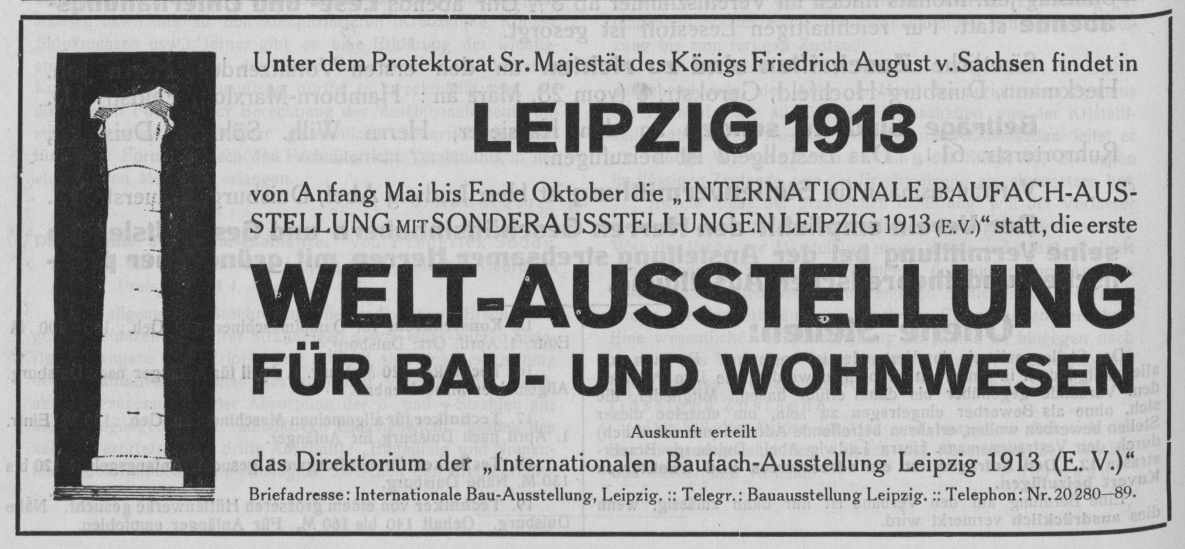 Unter dem Protektorat Sr. Majestät des Königs Friedrich August v. Sachsen findet in
LEIPZIG 1913
von Anfang Mai bis Ende Oktober die „INTERNATIONALE BAUFACH-AUS-
STELLUNG MIT SONDERAUSSTELLUNGEN LEIPZIG 1913 (E.V.)“ statt, die erste
WELT-AUSSTELLUNG
FÜR BAU- UND WOHNWESEN
Auskunft erteilt
das Direktorium der „Internationalen Baufach-Ausstellung Leipzig 1913 (E. V.)“
Briefadresse: Internationale Bau-Ausstellung, Leipzig. :: Telegr.: Bauausstellung Leipzig. :: Telephon: Nr. 20280—89.